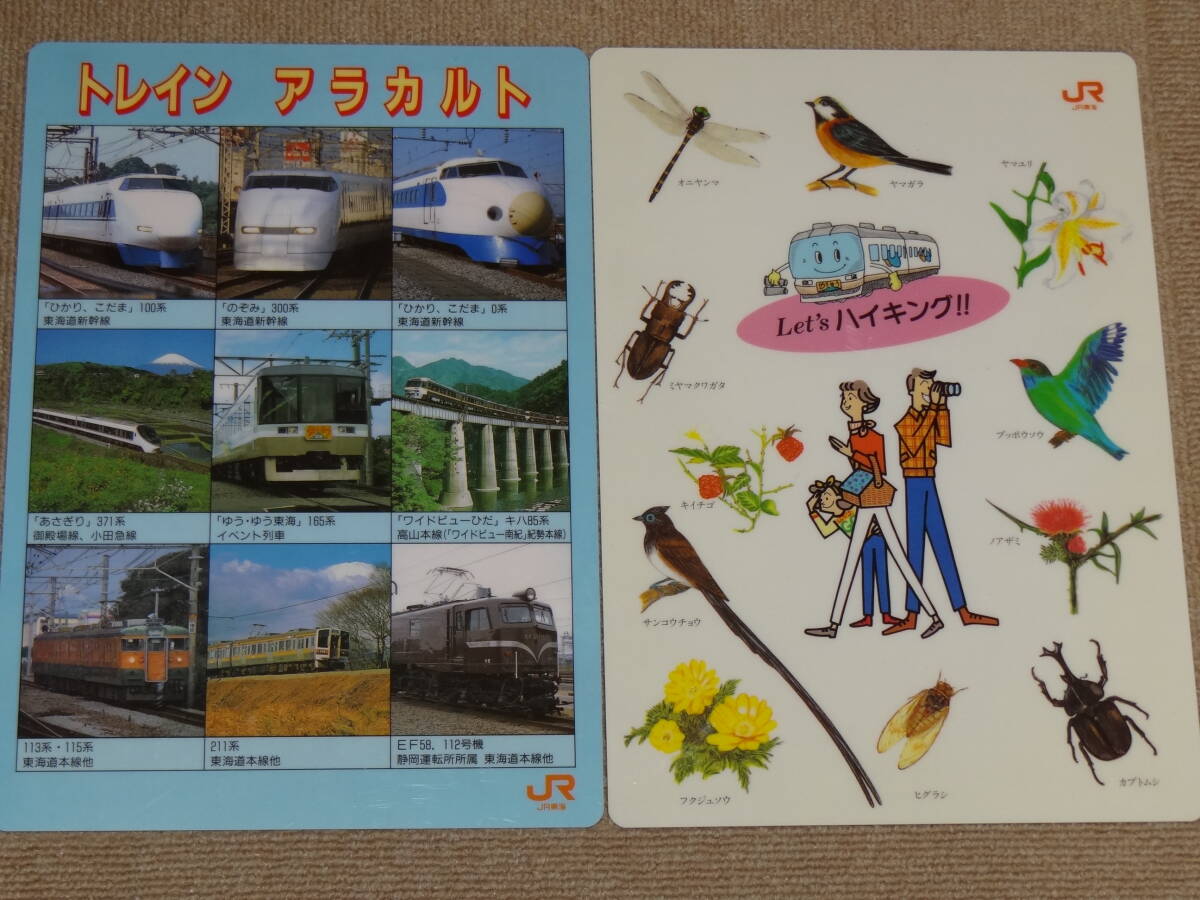 トレイン アラカルト
「ひかり、こだま」100系
東海道新幹線
「のぞみ」300系
東海道新幹線
「ひかり、こだま」0系
東海道新幹線
「あさぎり」371系
御殿場線、小田急線
「ゆう・ゆう東海」165系
イベント列車
「ワイドビューひだ」キハ85系
高山本線(「ワイドビュー南紀」紀勢本線)
113系・115系
東海道本線他
211系
東海道本線他
EF58、112号機
静岡運転所所属 東海道本線他
JR
JR東海
JR
JR東海
オニヤンマ
ヤマガラ
ヤマユリ
Let's ハイキング!!
ミヤマクワガタ
ブッポウソウ
キイチゴ
ノアザミ
サンコウチョウ
フクジュソウ
ヒグラシ
カブトムシ